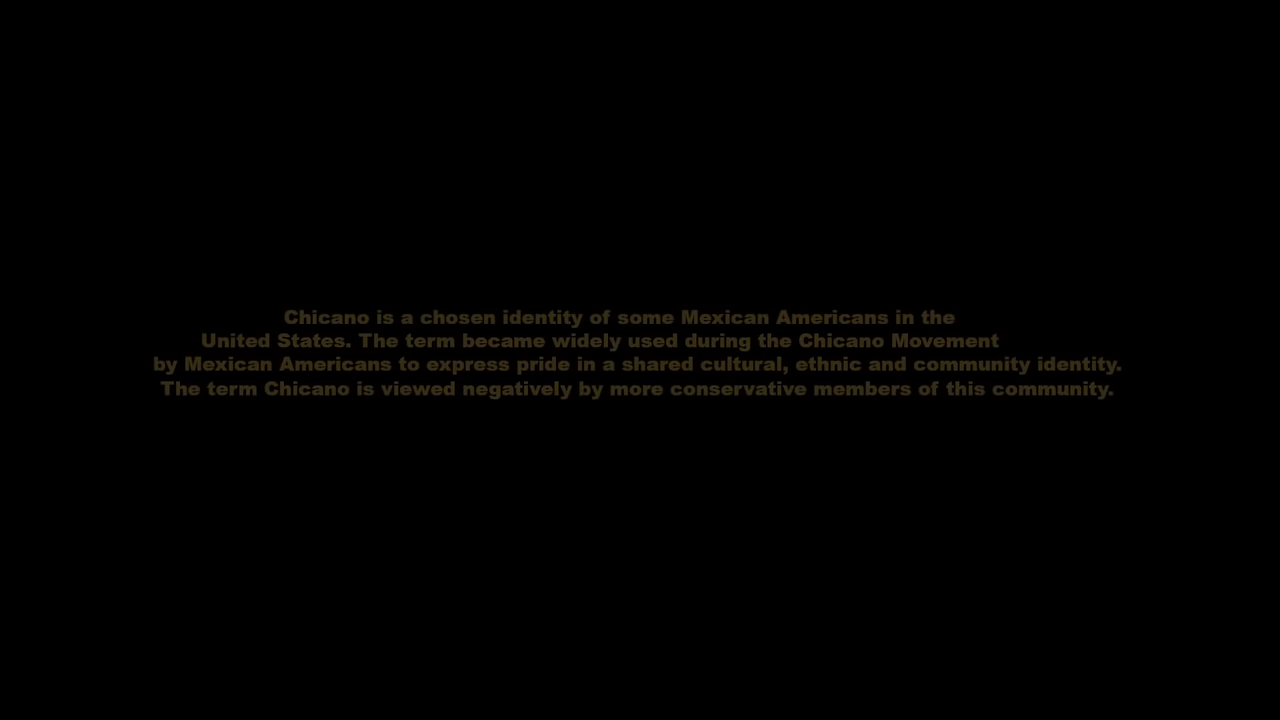 Chicano is a chosen identity of some Mexican Americans in the
United States. The term became widely used during the Chicano Movement
by Mexican Americans to express pride in a shared cultural, ethnic and community identity.
The term Chicano is viewed negatively by more conservative members of this community.